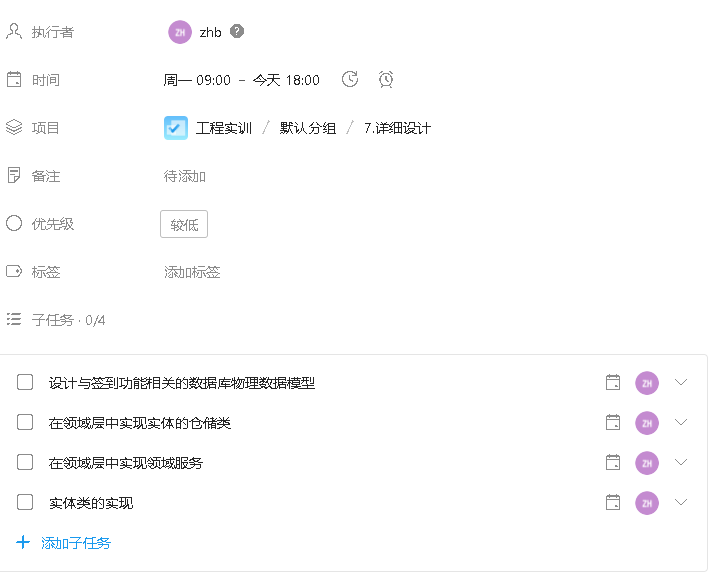 执行者 ZH zhb ?
时间 周一 09:00 – 今天 18:00
项目 工程实训 / 默认分组 / 7.详细设计
备注 待添加
优先级 较低
标签 添加标签
子任务 · 0/4
设计与签到功能相关的数据库物理数据模型 ZH
在领域层中实现实体的仓储类 ZH
在领域层中实现领域服务 ZH
实体类的实现 ZH
+ 添加子任务